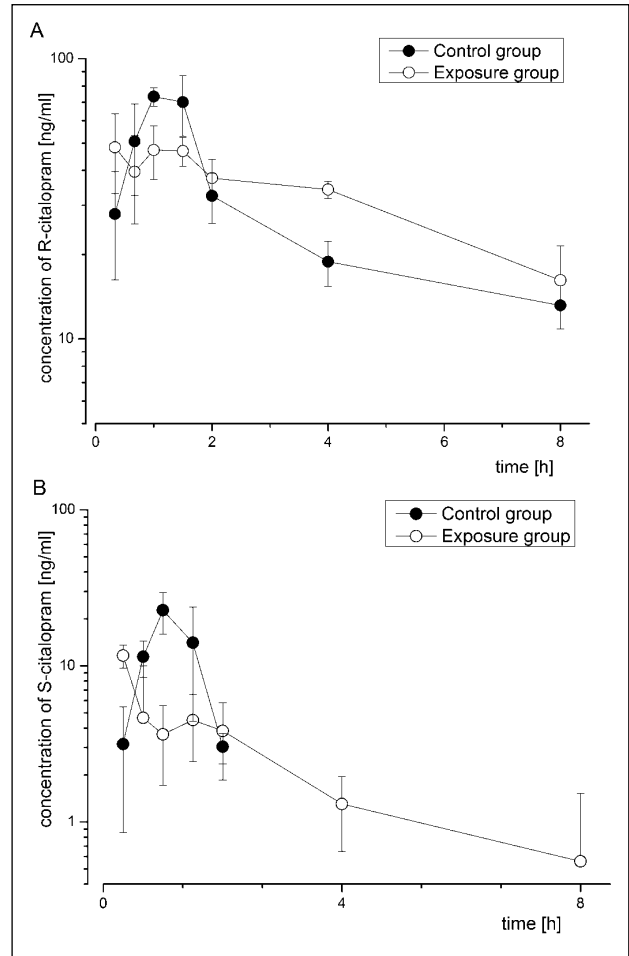 A
Control group
Exposure group
concentration of R-citalopram [ng/ml]
100
10
0 2 4 6 8
time [h]
B
Control group
Exposure group
concentration of S-citalopram [ng/ml]
100
10
1
0 4 8
time [h]